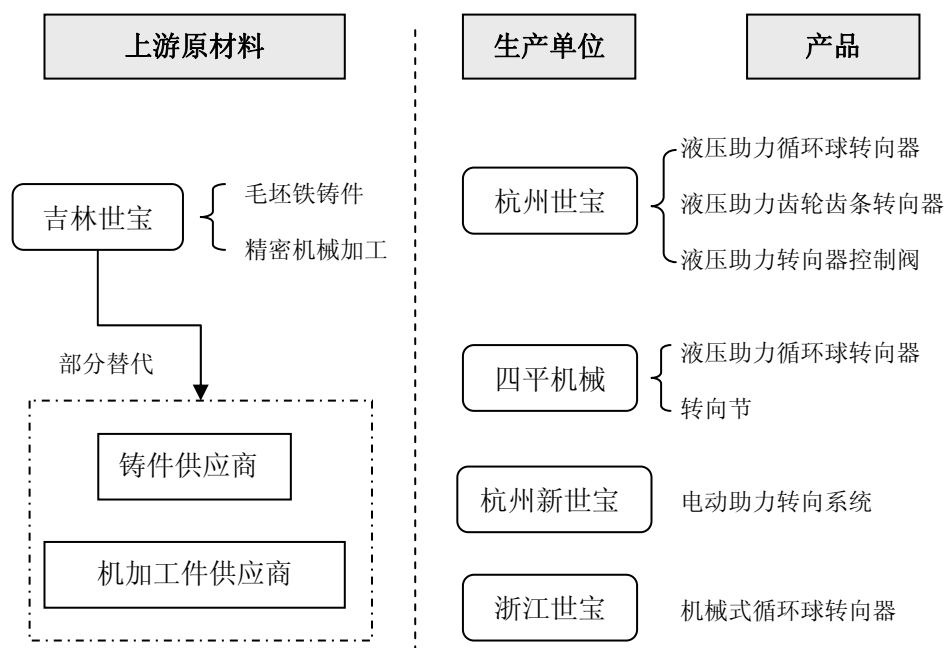 上游原材料
生产单位
产品
吉林世宝
毛坯铁铸件
精密机械加工
部分替代
铸件供应商
机加工件供应商
杭州世宝
液压助力循环球转向器
液压助力齿轮齿条转向器
液压助力转向器控制阀
四平机械
液压助力循环球转向器
转向节
杭州新世宝
电动助力转向系统
浙江世宝
机械式循环球转向器